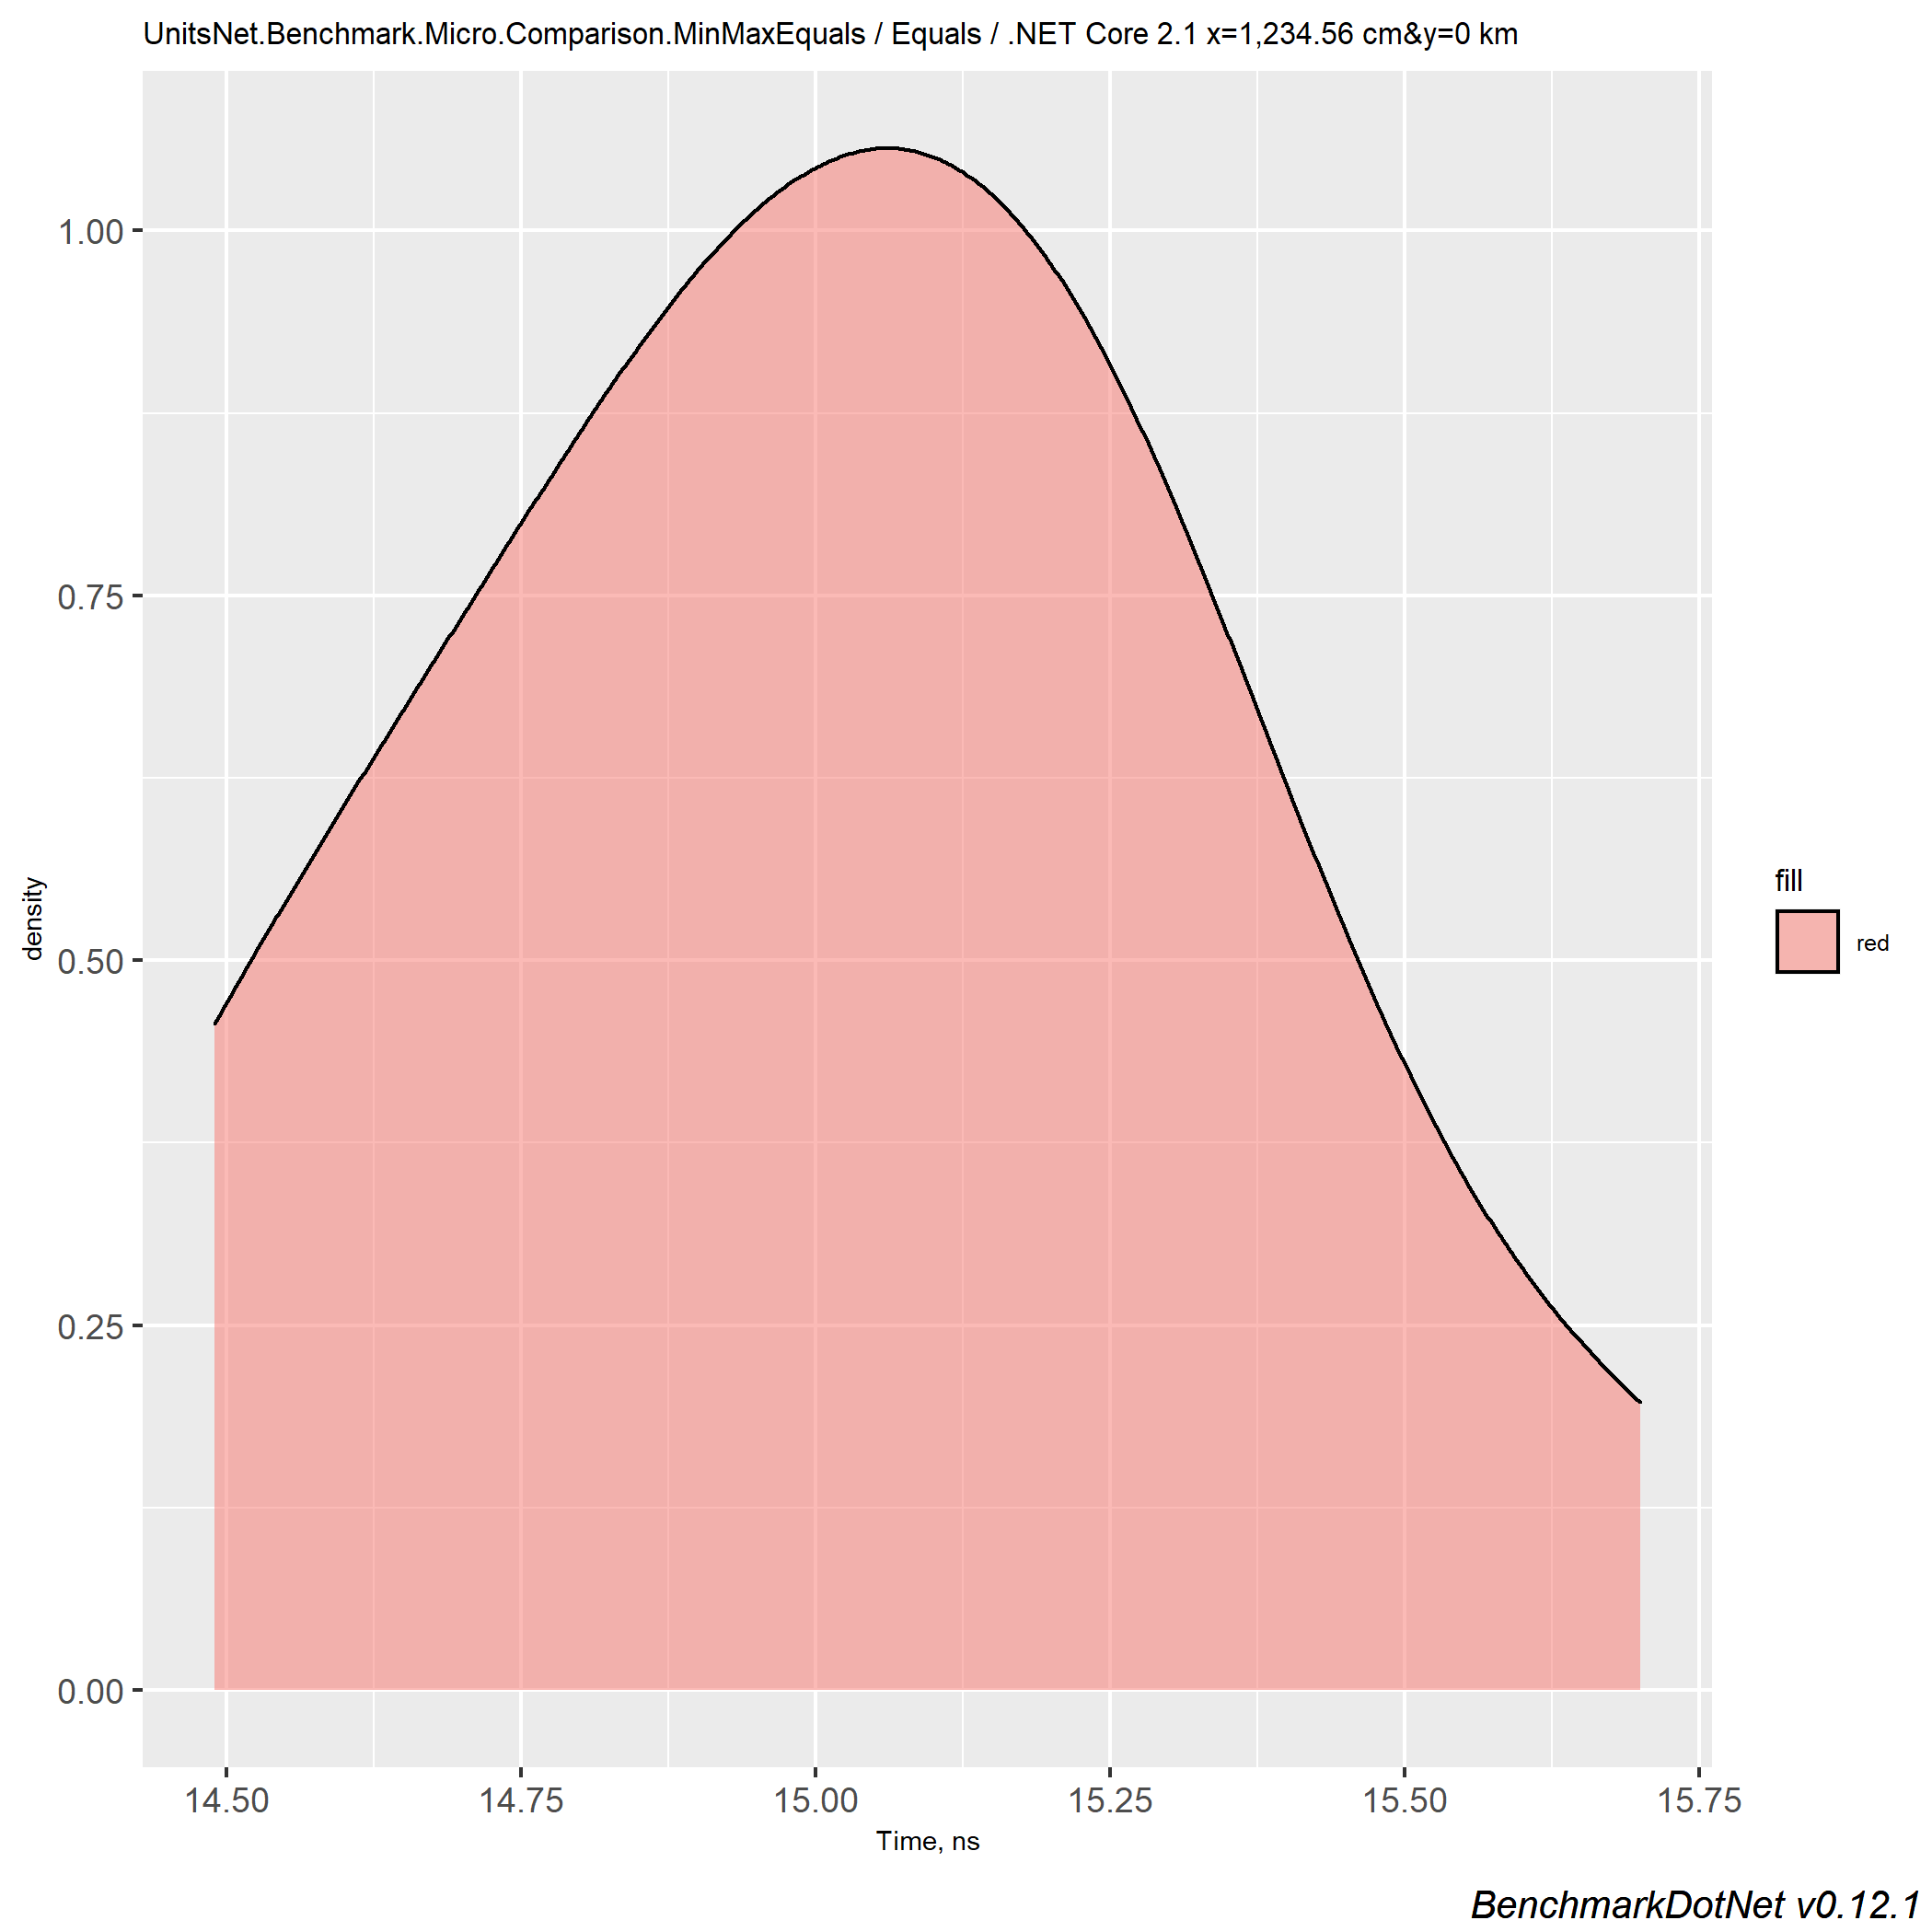 UnitsNet.Benchmark.Micro.Comparison.MinMaxEquals / Equals / .NET Core 2.1 x=1,234.56 cm&y=0 km
1.00
0.75
0.50
0.25
0.00
density
14.50 14.75 15.00 15.25 15.50 15.75
Time, ns
fill
red
BenchmarkDotNet v0.12.1